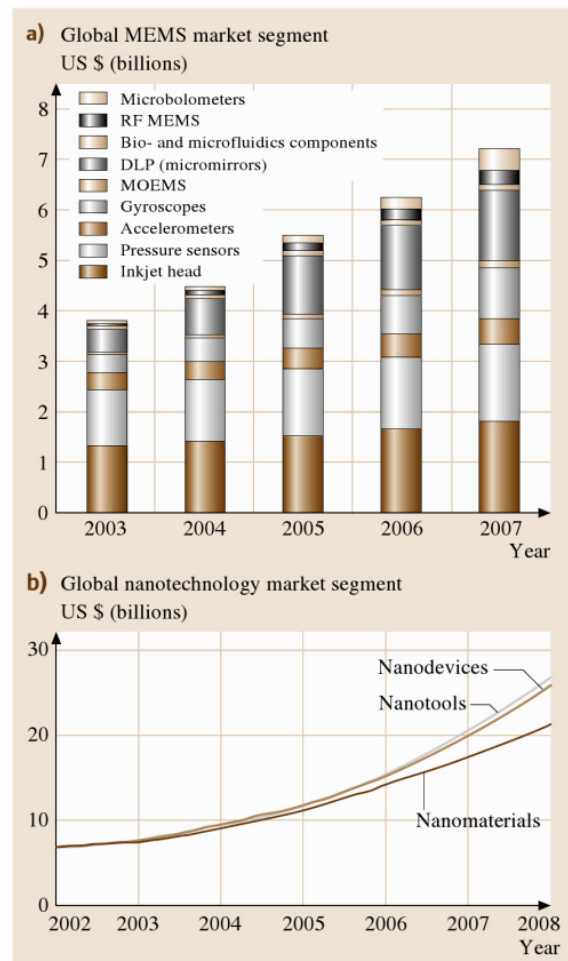 a) Global MEMS market segment
US $ (billions)
8
7
6
5
4
3
2
1
0
Microbolometers
RF MEMS
Bio- and microfluidics components
DLP (micromirrors)
MOEMS
Gyroscopes
Accelerometers
Pressure sensors
Inkjet head
2003 2004 2005 2006 2007
Year
b) Global nanotechnology market segment
US $ (billions)
30
20
10
0
Nanodevices
Nanotools
Nanomaterials
2002 2003 2004 2005 2006 2007 2008
Year